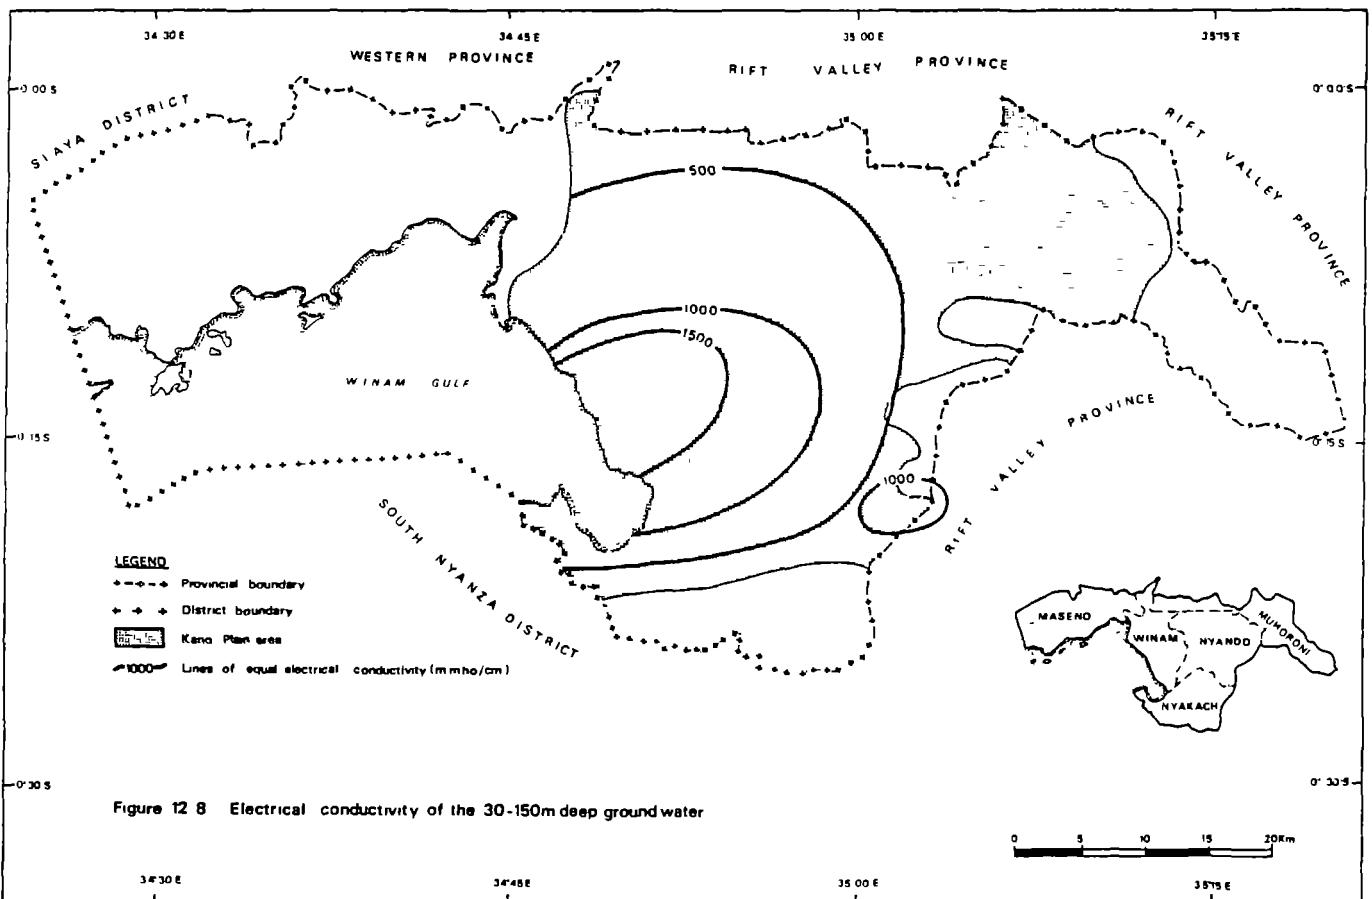 34 30 E
34 45 E
35 00 E
35 15 E
WESTERN PROVINCE
RIFT VALLEY PROVINCE
0 00 S
0° 00 S
SIAYA DISTRICT
RIFT VALLEY PROVINCE
500
1000
1500
WINAM GULF
0 15 S
0 15 S
RIFT VALLEY PROVINCE
1000
SOUTH NYANZA DISTRICT
LEGEND
Provincial boundary
District boundary
Kano Plain area
1000 Lines of equal electrical conductivity (m mho/cm)
MASENO
WINAM
NYANDO
MUHORONI
NYAKACH
0° 30 S
0° 30 S
Figure 12 8 Electrical conductivity of the 30-150m deep ground water
0 5 10 15 20Km
34 30 E
34 45 E
35 00 E
35 15 E